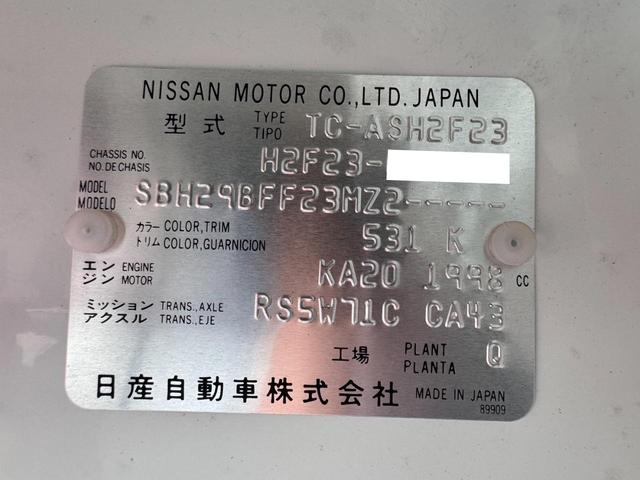 NISSAN MOTOR CO.,LTD. JAPAN
型式 TYPE TIPO TC-ASH2F23
CHASSIS NO. NO. DE CHASIS H2F23-
MODEL MODELO SBH29BFF23MZ2-----
カラー COLOR,TRIM
トリム COLOR,GUARNICION 531 K
エンジン ENGINE MOTOR KA20 1998 CC
ミッション TRANS.,AXLE
アクスル TRANS.,EJE RS5W71C CA43
工場 PLANT PLANTA Q
日産自動車株式会社 MADE IN JAPAN
89909